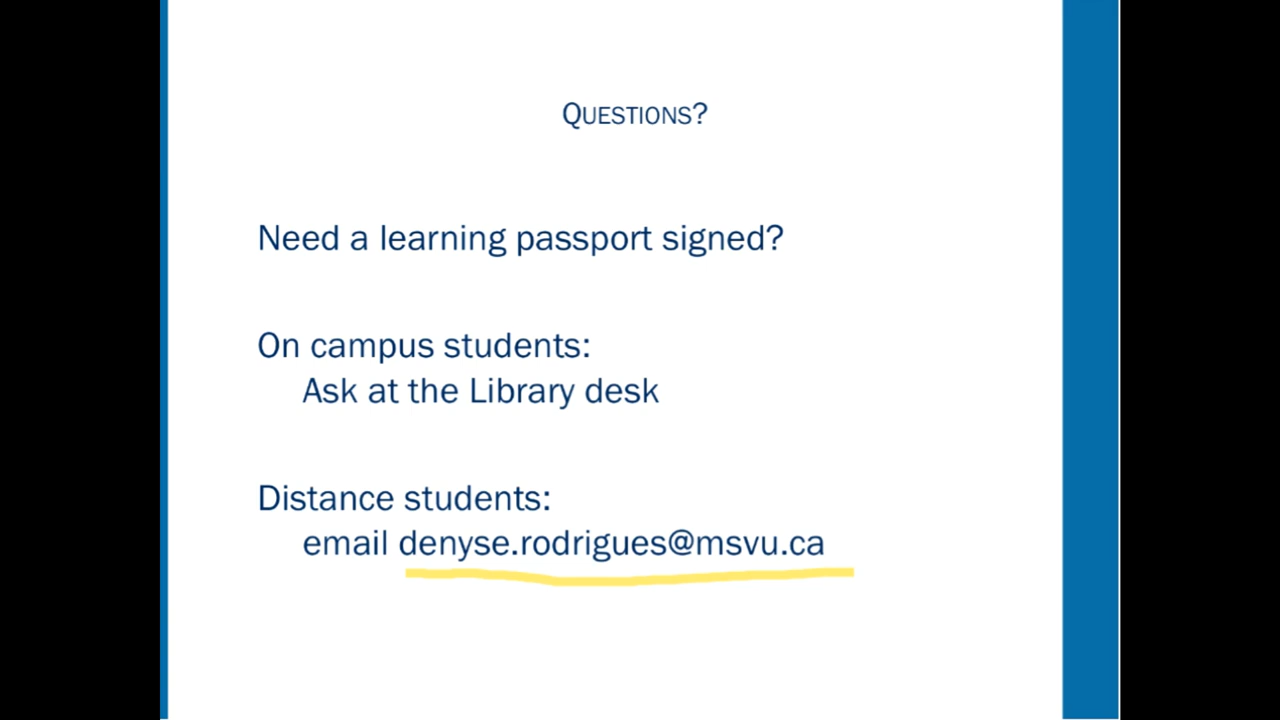 QUESTIONS?
Need a learning passport signed?
On campus students:
Ask at the Library desk
Distance students:
email denyse.rodrigues@msvu.ca